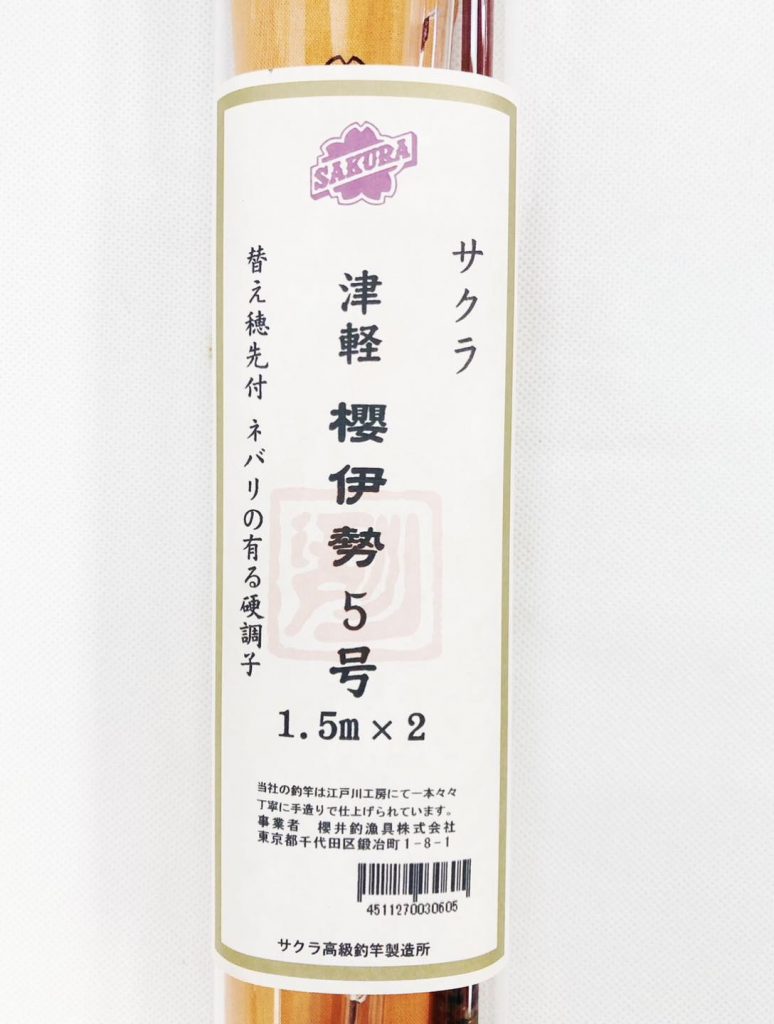 SAKURA
サクラ
津軽 櫻伊勢5号
替え穂先付 ネバリの有る硬調子
1.5m×2
当社の釣竿は江戸川工房にて一本々々
丁寧に手造りで仕上げられています。
事業者 櫻井釣漁具株式会社
東京都千代田区鍛冶町1-8-1
4511270030605
サクラ高級釣竿製造所